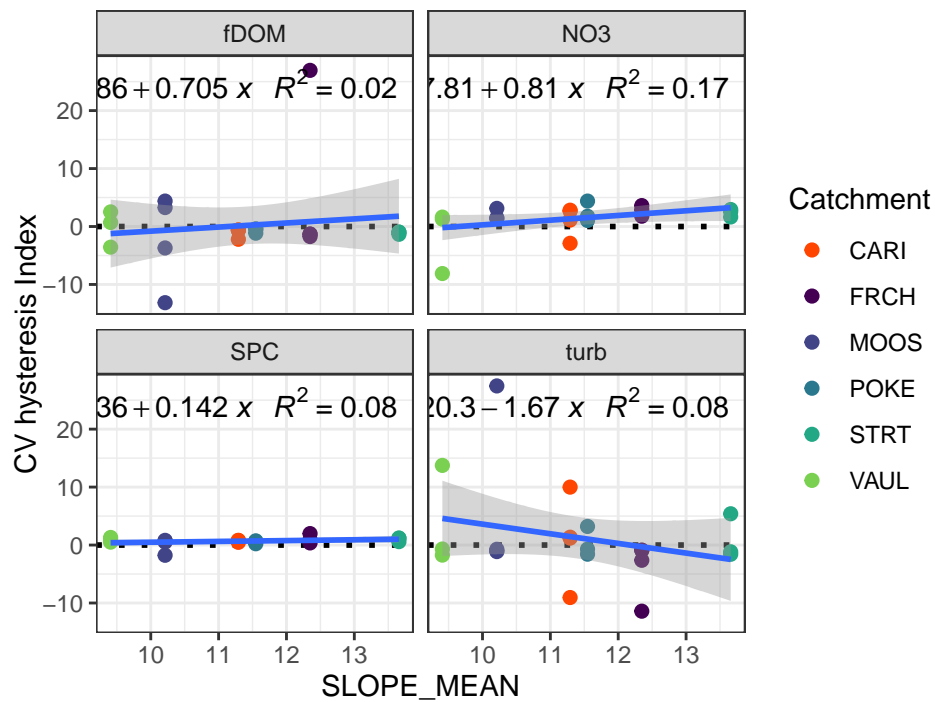 fDOM NO3
86 + 0.705 x R2 = 0.02
7.81 + 0.81 x R2 = 0.17
20
10
0
−10
SPC turb
36 + 0.142 x R2 = 0.08
20.3 − 1.67 x R2 = 0.08
20
10
0
−10
10 11 12 13 10 11 12 13
SLOPE_MEAN
CV hysteresis Index
Catchment
CARI
FRCH
MOOS
POKE
STRT
VAUL